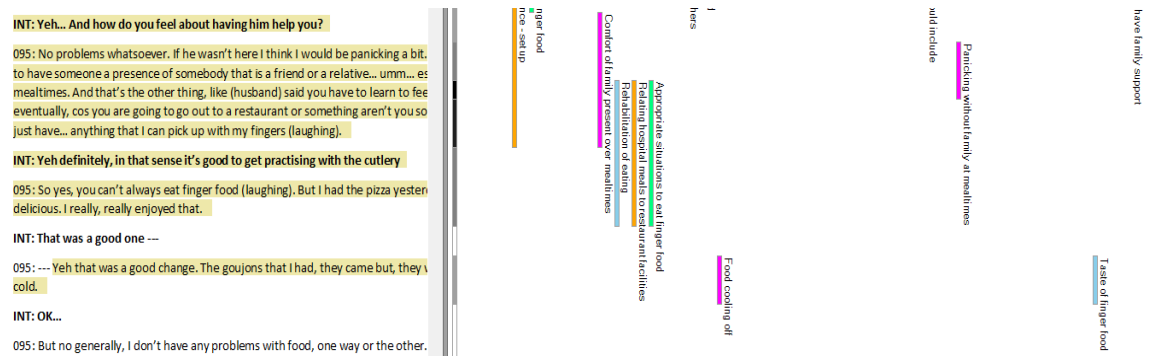 INT: Yeh... And how do you feel about having him help you?
095: No problems whatsoever. If he wasn't here I think I would be panicking a bit.
to have someone a presence of somebody that is a friend or a relative... umm... es
mealtimes. And that's the other thing, like (husband) said you have to learn to fee
eventually, cos you are going to go out to a restaurant or something aren't you so
just have... anything that I can pick up with my fingers (laughing).
INT: Yeh definitely, in that sense it's good to get practising with the cutlery
095: So yes, you can't always eat finger food (laughing). But I had the pizza yester
delicious. I really, really enjoyed that.
INT: That was a good one ---
095: --- Yeh that was a good change. The goujons that I had, they came but, they
cold.
INT: OK...
095: But no generally, I don't have any problems with food, one way or the other.
nce - set up
nger food
Comfort of family present over mealtimes
Rehabilitation of eating
Relating hospital meals to restaurant facilities
Appropriate situations to eat finger food
hers
Food cooling off
uld include
Panicking without family at mealtimes
Taste of finger food
have family support